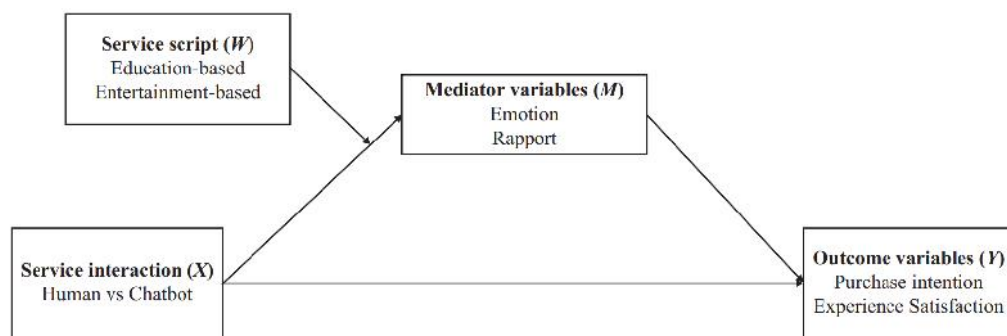 Service script (W)
Education-based
Entertainment-based
Mediator variables (M)
Emotion
Rapport
Service interaction (X)
Human vs Chatbot
Outcome variables (Y)
Purchase intention
Experience Satisfaction